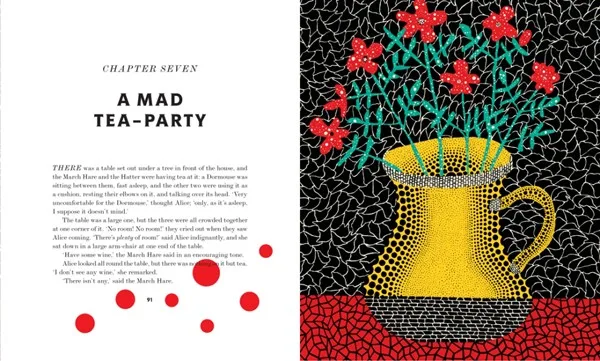 CHAPTER SEVEN
A MAD
TEA-PARTY
THERE was a table set out under a tree in front of the house, and
the March Hare and the Hatter were having tea at it: a Dormouse was
sitting between them, fast asleep, and the other two were using it as
a cushion, resting their elbows on it, and talking over its head. ‘Very
uncomfortable for the Dormouse,’ thought Alice; ‘only, as it’s asleep,
I suppose it doesn’t mind.’
The table was a large one, but the three were all crowded together
at one corner of it. ‘No room! No room!’ they cried out when they saw
Alice coming. ‘There’s plenty of room!’ said Alice indignantly, and she
sat down in a large arm-chair at one end of the table.
‘Have some wine,’ the March Hare said in an encouraging tone.
Alice looked all round the table, but there was nothing on it but tea.
‘I don’t see any wine,’ she remarked.
‘There isn’t any,’ said the March Hare.
91